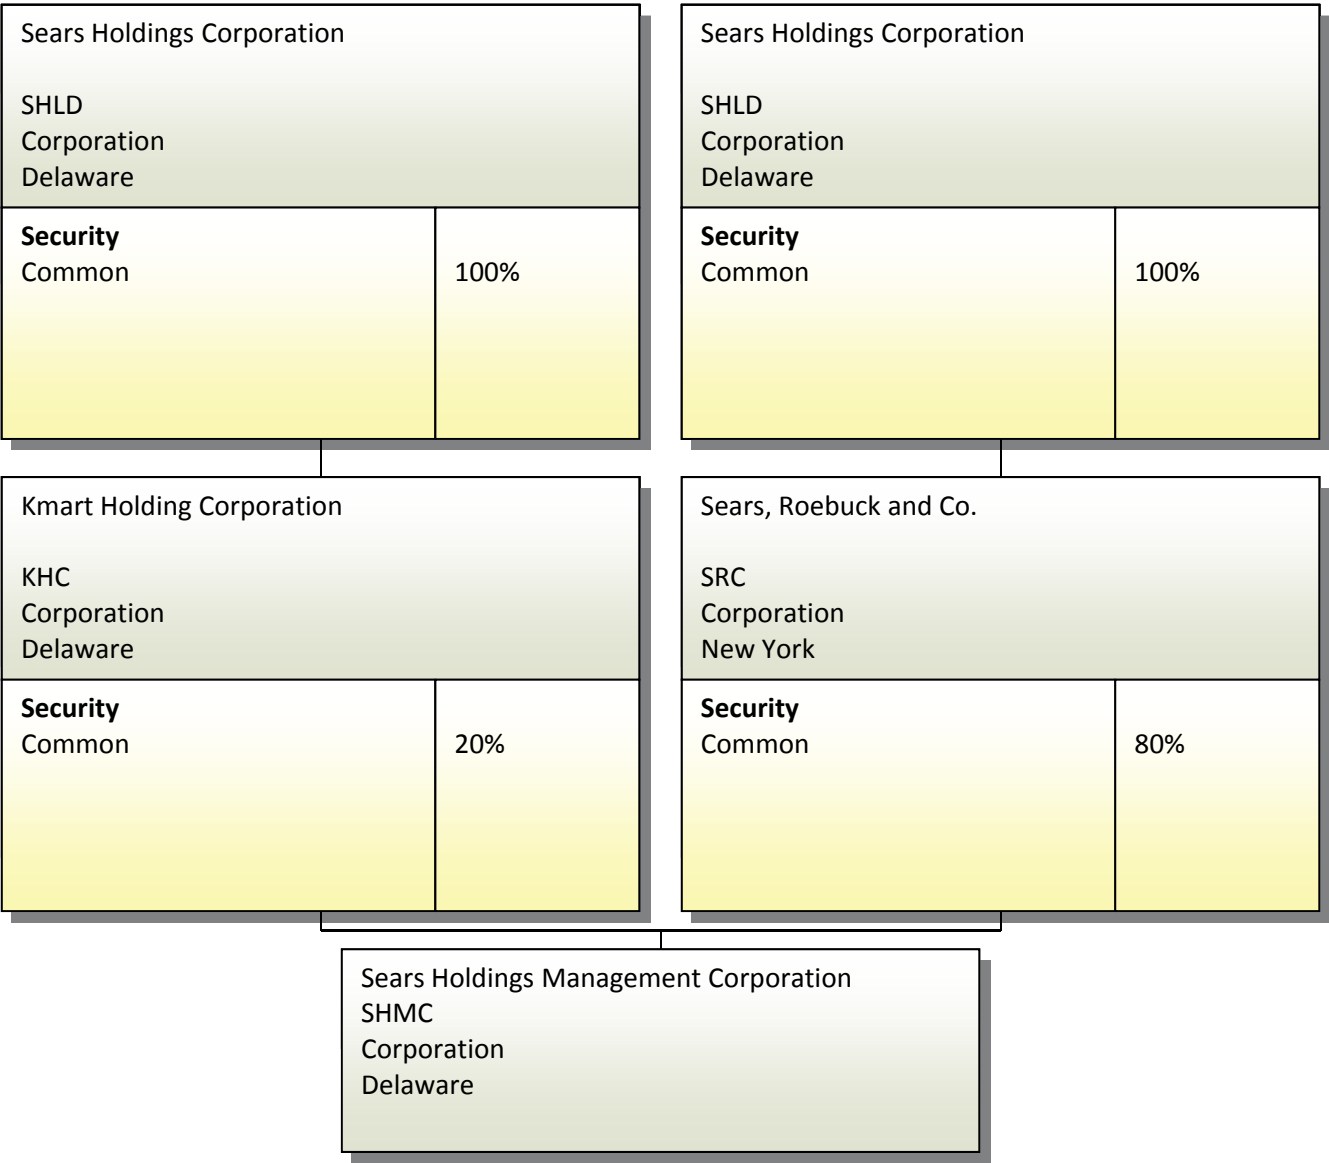 Sears Holdings Corporation
SHLD
Corporation
Delaware
Security
Common 100%
Sears Holdings Corporation
SHLD
Corporation
Delaware
Security
Common 100%
Kmart Holding Corporation
KHC
Corporation
Delaware
Security
Common 20%
Sears, Roebuck and Co.
SRC
Corporation
New York
Security
Common 80%
Sears Holdings Management Corporation
SHMC
Corporation
Delaware